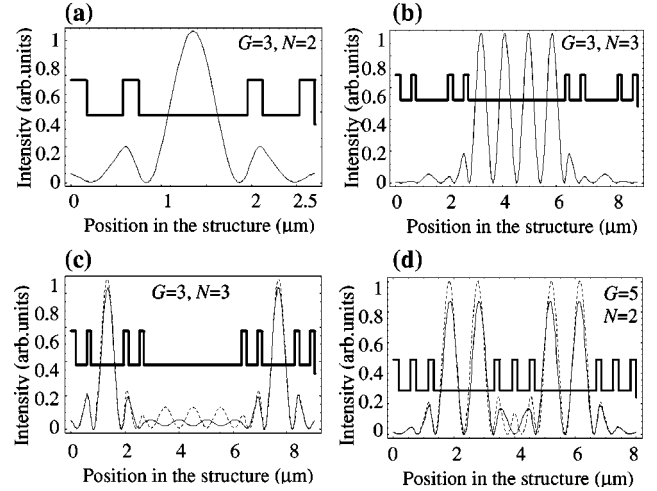 (a)
G=3, N=2
Intensity (arb.units)
1
0.8
0.6
0.4
0.2
0
0 1 2 2.5
Position in the structure (μm)
(b)
G=3, N=3
Intensity (arb.units)
1
0.8
0.6
0.4
0.2
0
0 2 4 6 8
Position in the structure (μm)
(c)
G=3, N=3
Intensity (arb.units)
1
0.8
0.6
0.4
0.2
0
0 2 4 6 8
Position in the structure (μm)
(d)
G=5
N=2
Intensity (arb.units)
1
0.8
0.6
0.4
0.2
0
0 2 4 6 8
Position in the structure (μm)